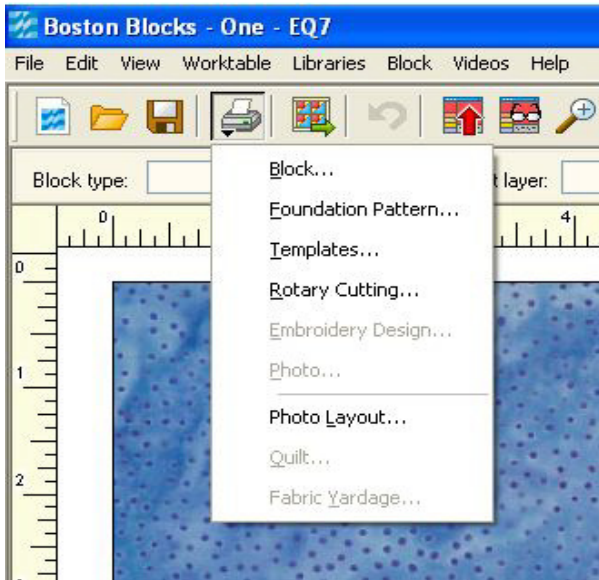 Boston Blocks - One - EQ7
File Edit View Worktable Libraries Block Videos Help
Block type: layer:
0 4
0
1
2
Block...
Foundation Pattern...
Templates...
Rotary Cutting...
Embroidery Design...
Photo...
Photo Layout...
Quilt...
Fabric Yardage...